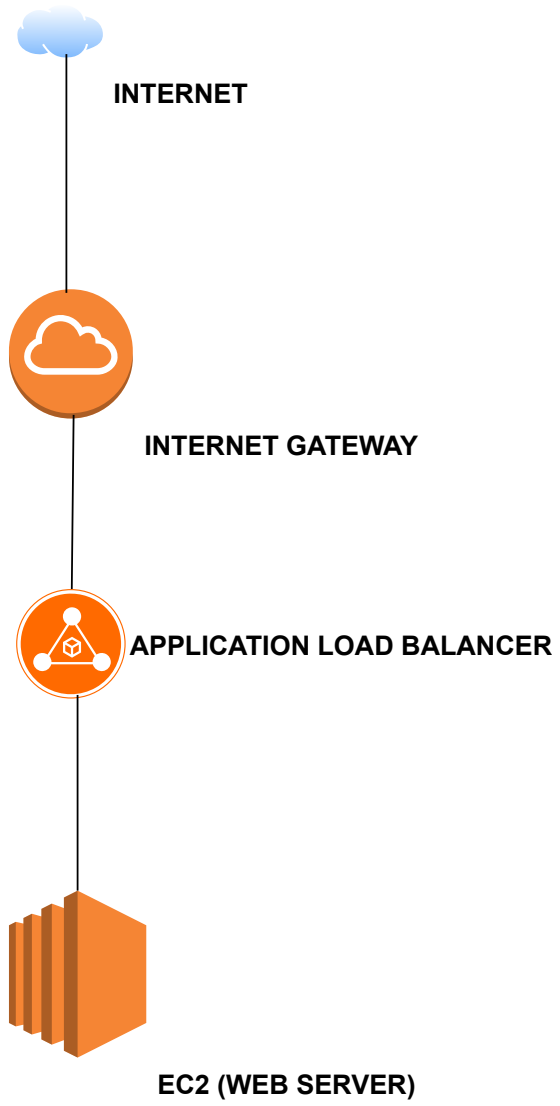 INTERNET
INTERNET GATEWAY
APPLICATION LOAD BALANCER
EC2 (WEB SERVER)